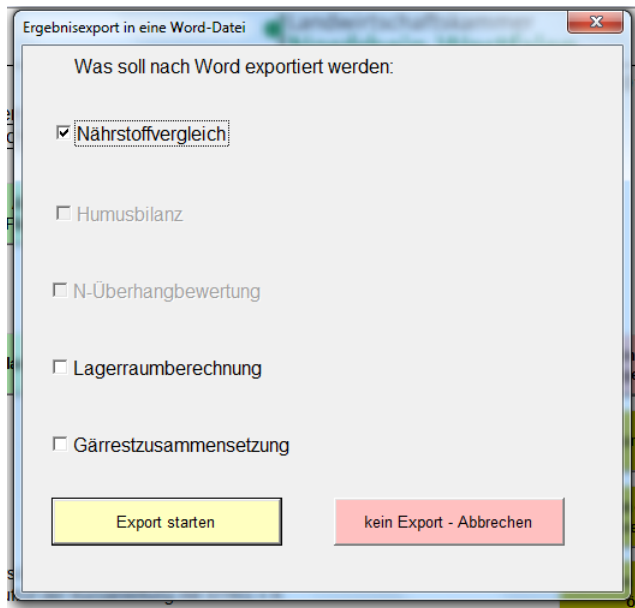 Ergebnisexport in eine Word-Datei
Landwirtschaftskammer
Was soll nach Word exportiert werden:
Nährstoffvergleich
Humusbilanz
N-Überhangbewertung
Lagerraumberechnung
Gärrestzusammensetzung
Export starten
kein Export - Abbrechen